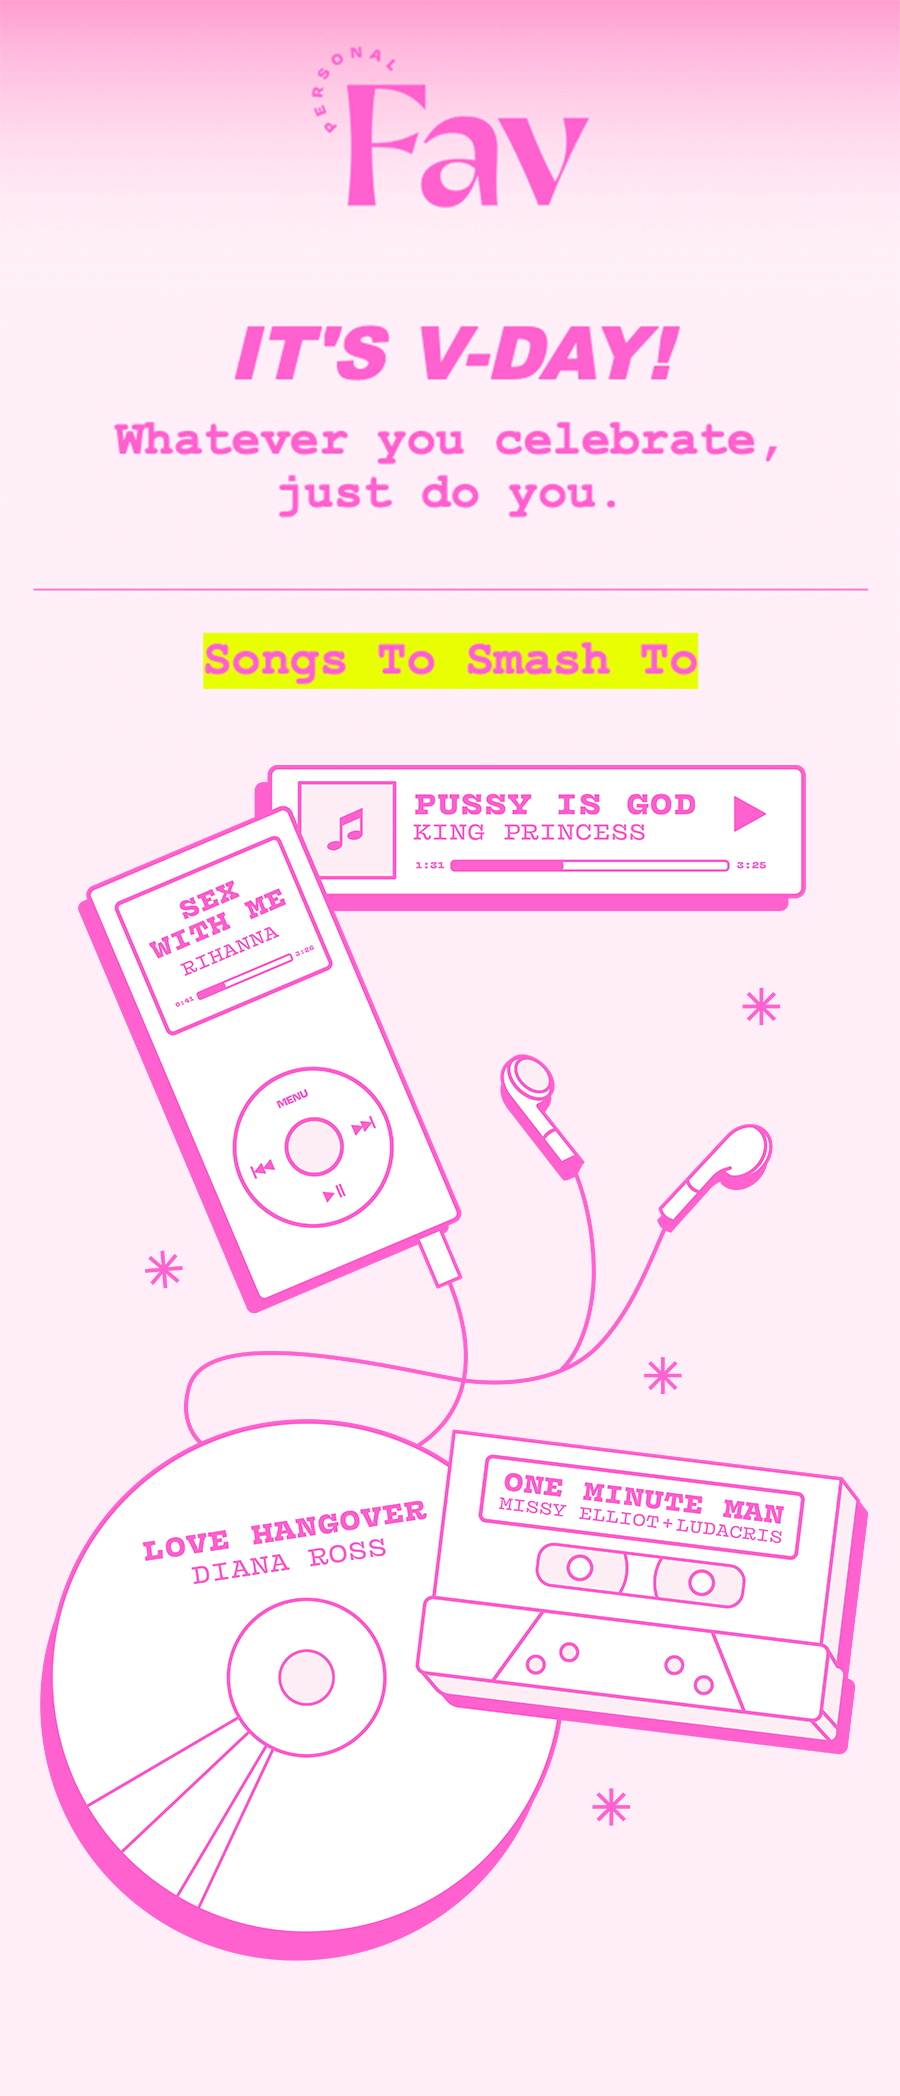 PERSONAL
Fav
IT'S V-DAY!
Whatever you celebrate,
just do you.
Songs To Smash To
PUSSY IS GOD
KING PRINCESS
1:31 3:25
SEX
WITH ME
RIHANNA
0:41 3:26
MENU
LOVE HANGOVER
DIANA ROSS
ONE MINUTE MAN
MISSY ELLIOT+LUDACRIS